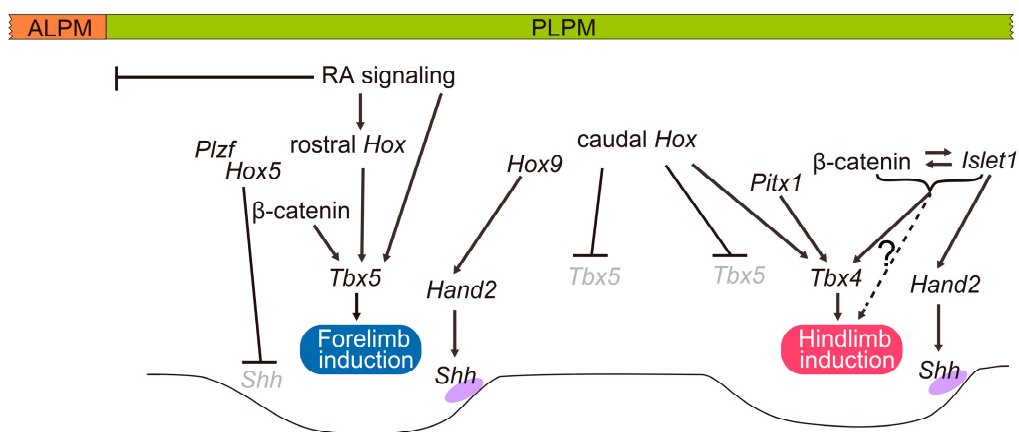 ALPM
PLPM
RA signaling
rostral Hox
Plzf
Hox5
β-catenin
Tbx5
Forelimb
induction
Shh
Hox9
Hand2
Shh
caudal Hox
Tbx5
Tbx5
Pitx1
β-catenin
Islet1
?
Tbx4
Hindlimb
induction
Hand2
Shh